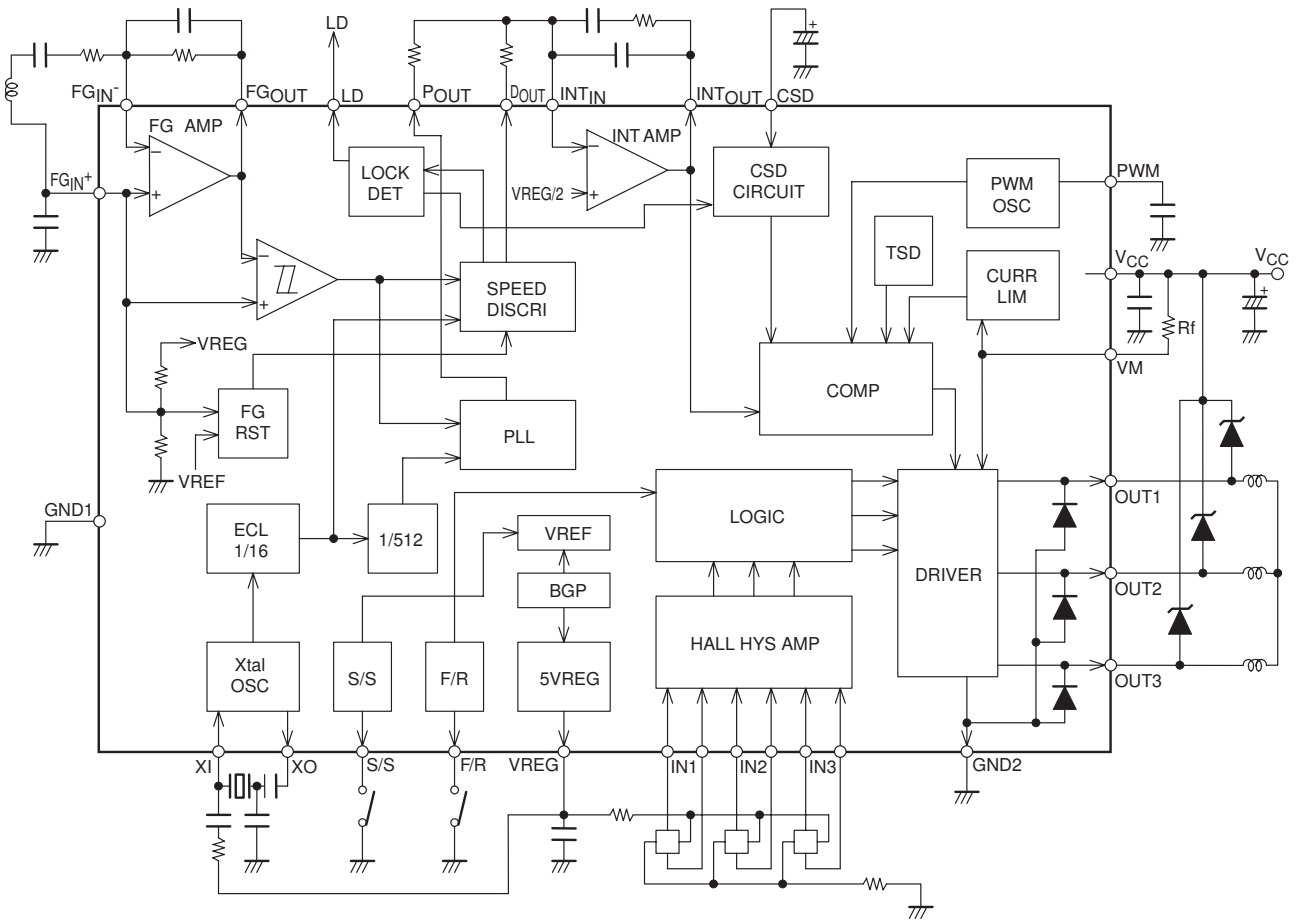 LD
FGIN-
FGOUT
LD
POUT
DOUT
INTIN
INTOUT
CSD
FG AMP
INT AMP
LOCK
DET
CSD
CIRCUIT
PWM
OSC
PWM
FGIN+
VREG/2
TSD
VCC
VCC
CURR
LIM
SPEED
DISCRI
Rf
VREG
VM
FG
RST
PLL
COMP
VREF
OUT1
GND1
ECL
1/16
1/512
VREF
LOGIC
BGP
DRIVER
OUT2
HALL HYS AMP
Xtal
OSC
S/S
F/R
5VREG
OUT3
XI
XO
S/S
F/R
VREG
IN1
IN2
IN3
GND2